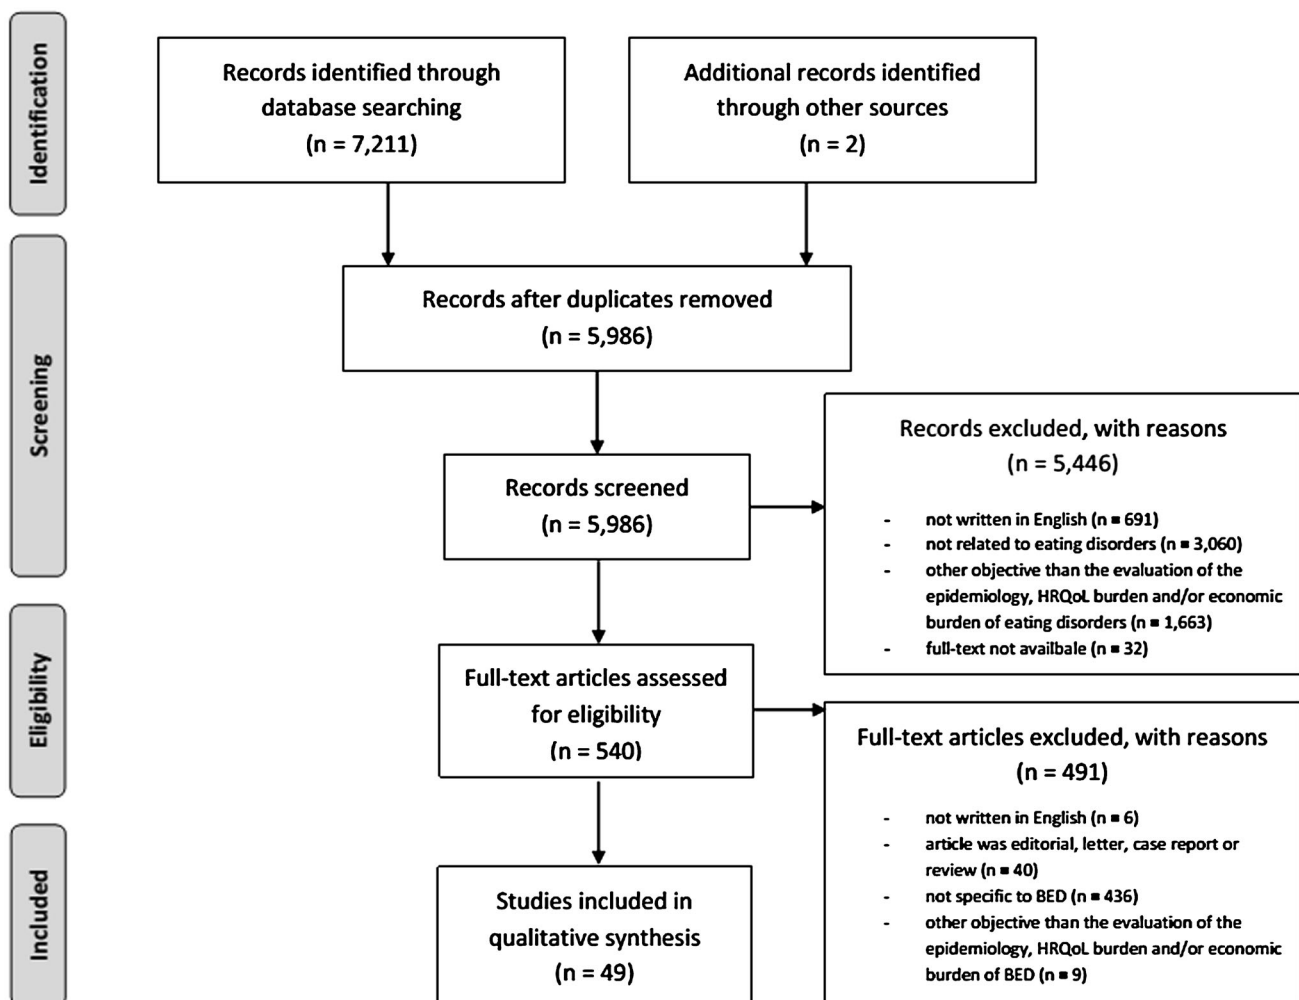 Identification
Records identified through
database searching
(n = 7,211)
Additional records identified
through other sources
(n = 2)
Screening
Records after duplicates removed
(n = 5,986)
Records screened
(n = 5,986)
Records excluded, with reasons
(n = 5,446)
- not written in English (n = 691)
- not related to eating disorders (n = 3,060)
- other objective than the evaluation of the
epidemiology, HRQoL burden and/or economic
burden of eating disorders (n = 1,663)
- full-text not availbale (n = 32)
Eligibility
Full-text articles assessed
for eligibility
(n = 540)
Full-text articles excluded, with reasons
(n = 491)
- not written in English (n = 6)
- article was editorial, letter, case report or
review (n = 40)
- not specific to BED (n = 436)
- other objective than the evaluation of the
epidemiology, HRQoL burden and/or economic
burden of BED (n = 9)
Included
Studies included in
qualitative synthesis
(n = 49)